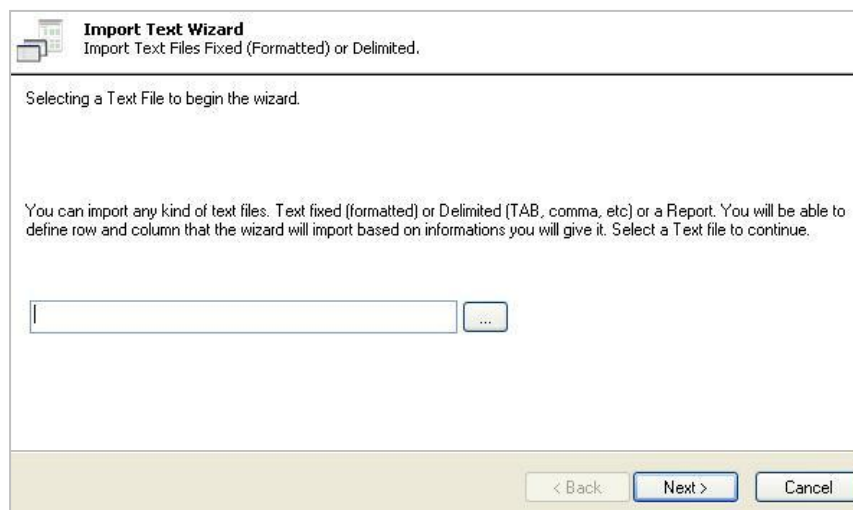 Import Text Wizard
Import Text Files Fixed (Formatted) or Delimited.
Selecting a Text File to begin the wizard.
You can import any kind of text files. Text fixed (formatted) or Delimited (TAB, comma, etc) or a Report. You will be able to
define row and column that the wizard will import based on informations you will give it. Select a Text file to continue.
...
< Back Next > Cancel